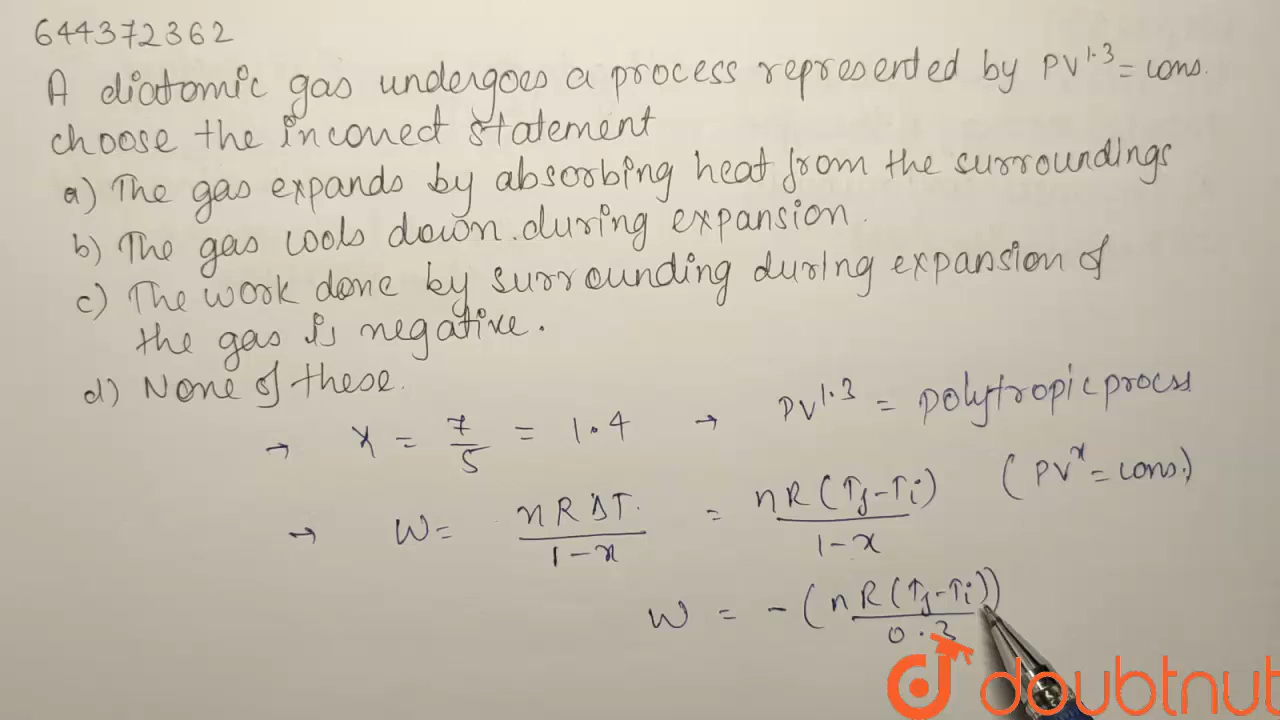 644372362
A diatomic gas undergoes a process represented by PV^1.3 = cons.
choose the incorrect statement
a) The gas expands by absorbing heat from the surroundings
b) The gas cools down during expansion.
c) The work done by surrounding during expansion of
the gas is negative.
d) None of these.
→ γ = 7/5 = 1.4 → PV^1.3 = polytropic procss
(PV^x = cons.)
→ W = nRΔT/1-x = nR(Tf-Ti)/1-x
W = -(nR(Tf-Ti)/0.3)
doubtnut